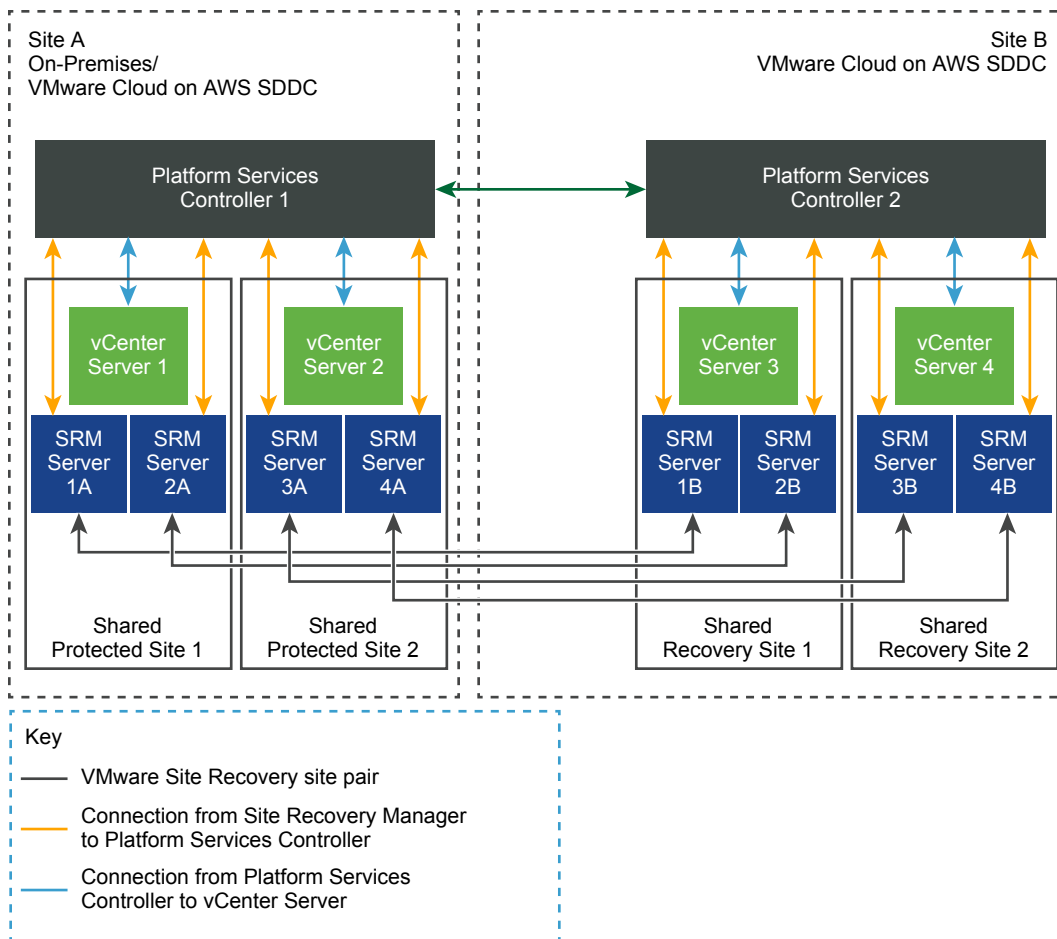 Site A
On-Premises/
VMware Cloud on AWS SDDC
Site B
VMware Cloud on AWS SDDC
Platform Services
Controller 1
Platform Services
Controller 2
vCenter
Server 1
vCenter
Server 2
vCenter
Server 3
vCenter
Server 4
SRM
Server
1A
SRM
Server
2A
SRM
Server
3A
SRM
Server
4A
SRM
Server
1B
SRM
Server
2B
SRM
Server
3B
SRM
Server
4B
Shared
Protected Site 1
Shared
Protected Site 2
Shared
Recovery Site 1
Shared
Recovery Site 2
Key
VMware Site Recovery site pair
Connection from Site Recovery Manager
to Platform Services Controller
Connection from Platform Services
Controller to vCenter Server